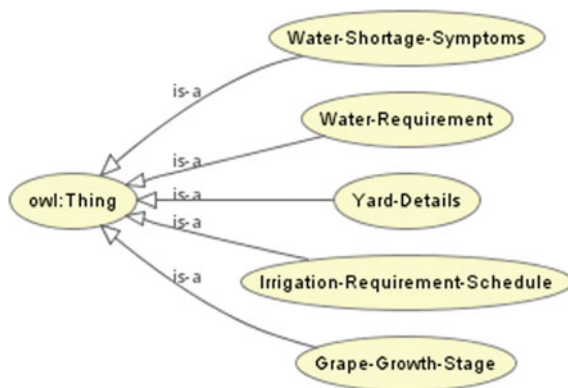 Water-Shortage-Symptoms
is-a
Water-Requirement
is-a
owl:Thing
is-a
Yard-Details
is-a
Irrigation-Requirement-Schedule
is-a
Grape-Growth-Stage